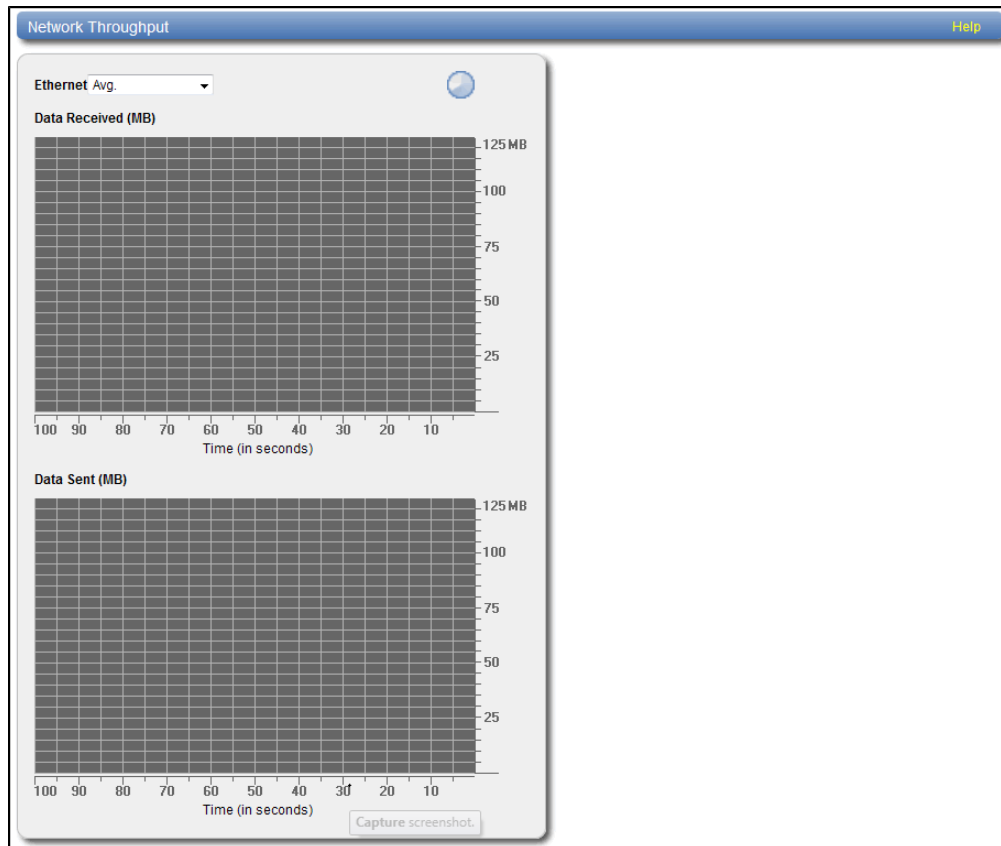 Network Throughput Help
Ethernet Avg.
Data Received (MB)
125 MB
100
75
50
25
100 90 80 70 60 50 40 30 20 10
Time (in seconds)
Data Sent (MB)
125 MB
100
75
50
25
100 90 80 70 60 50 40 30 20 10
Time (in seconds)
Capture screenshot.